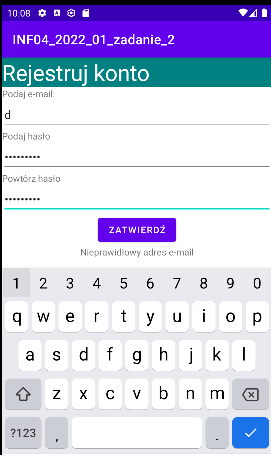 10:08
INF04_2022_01_zadanie_2
Rejestruj konto
Podaj e-mail:
d
Podaj hasło
•••••••••
Powtórz hasło
•••••••••
ZATWIERDŹ
Nieprawidłowy adres e-mail
1 2 3 4 5 6 7 8 9 0
q w e r t y u i o p
a s d f g h j k l
z x c v b n m
?123 , .